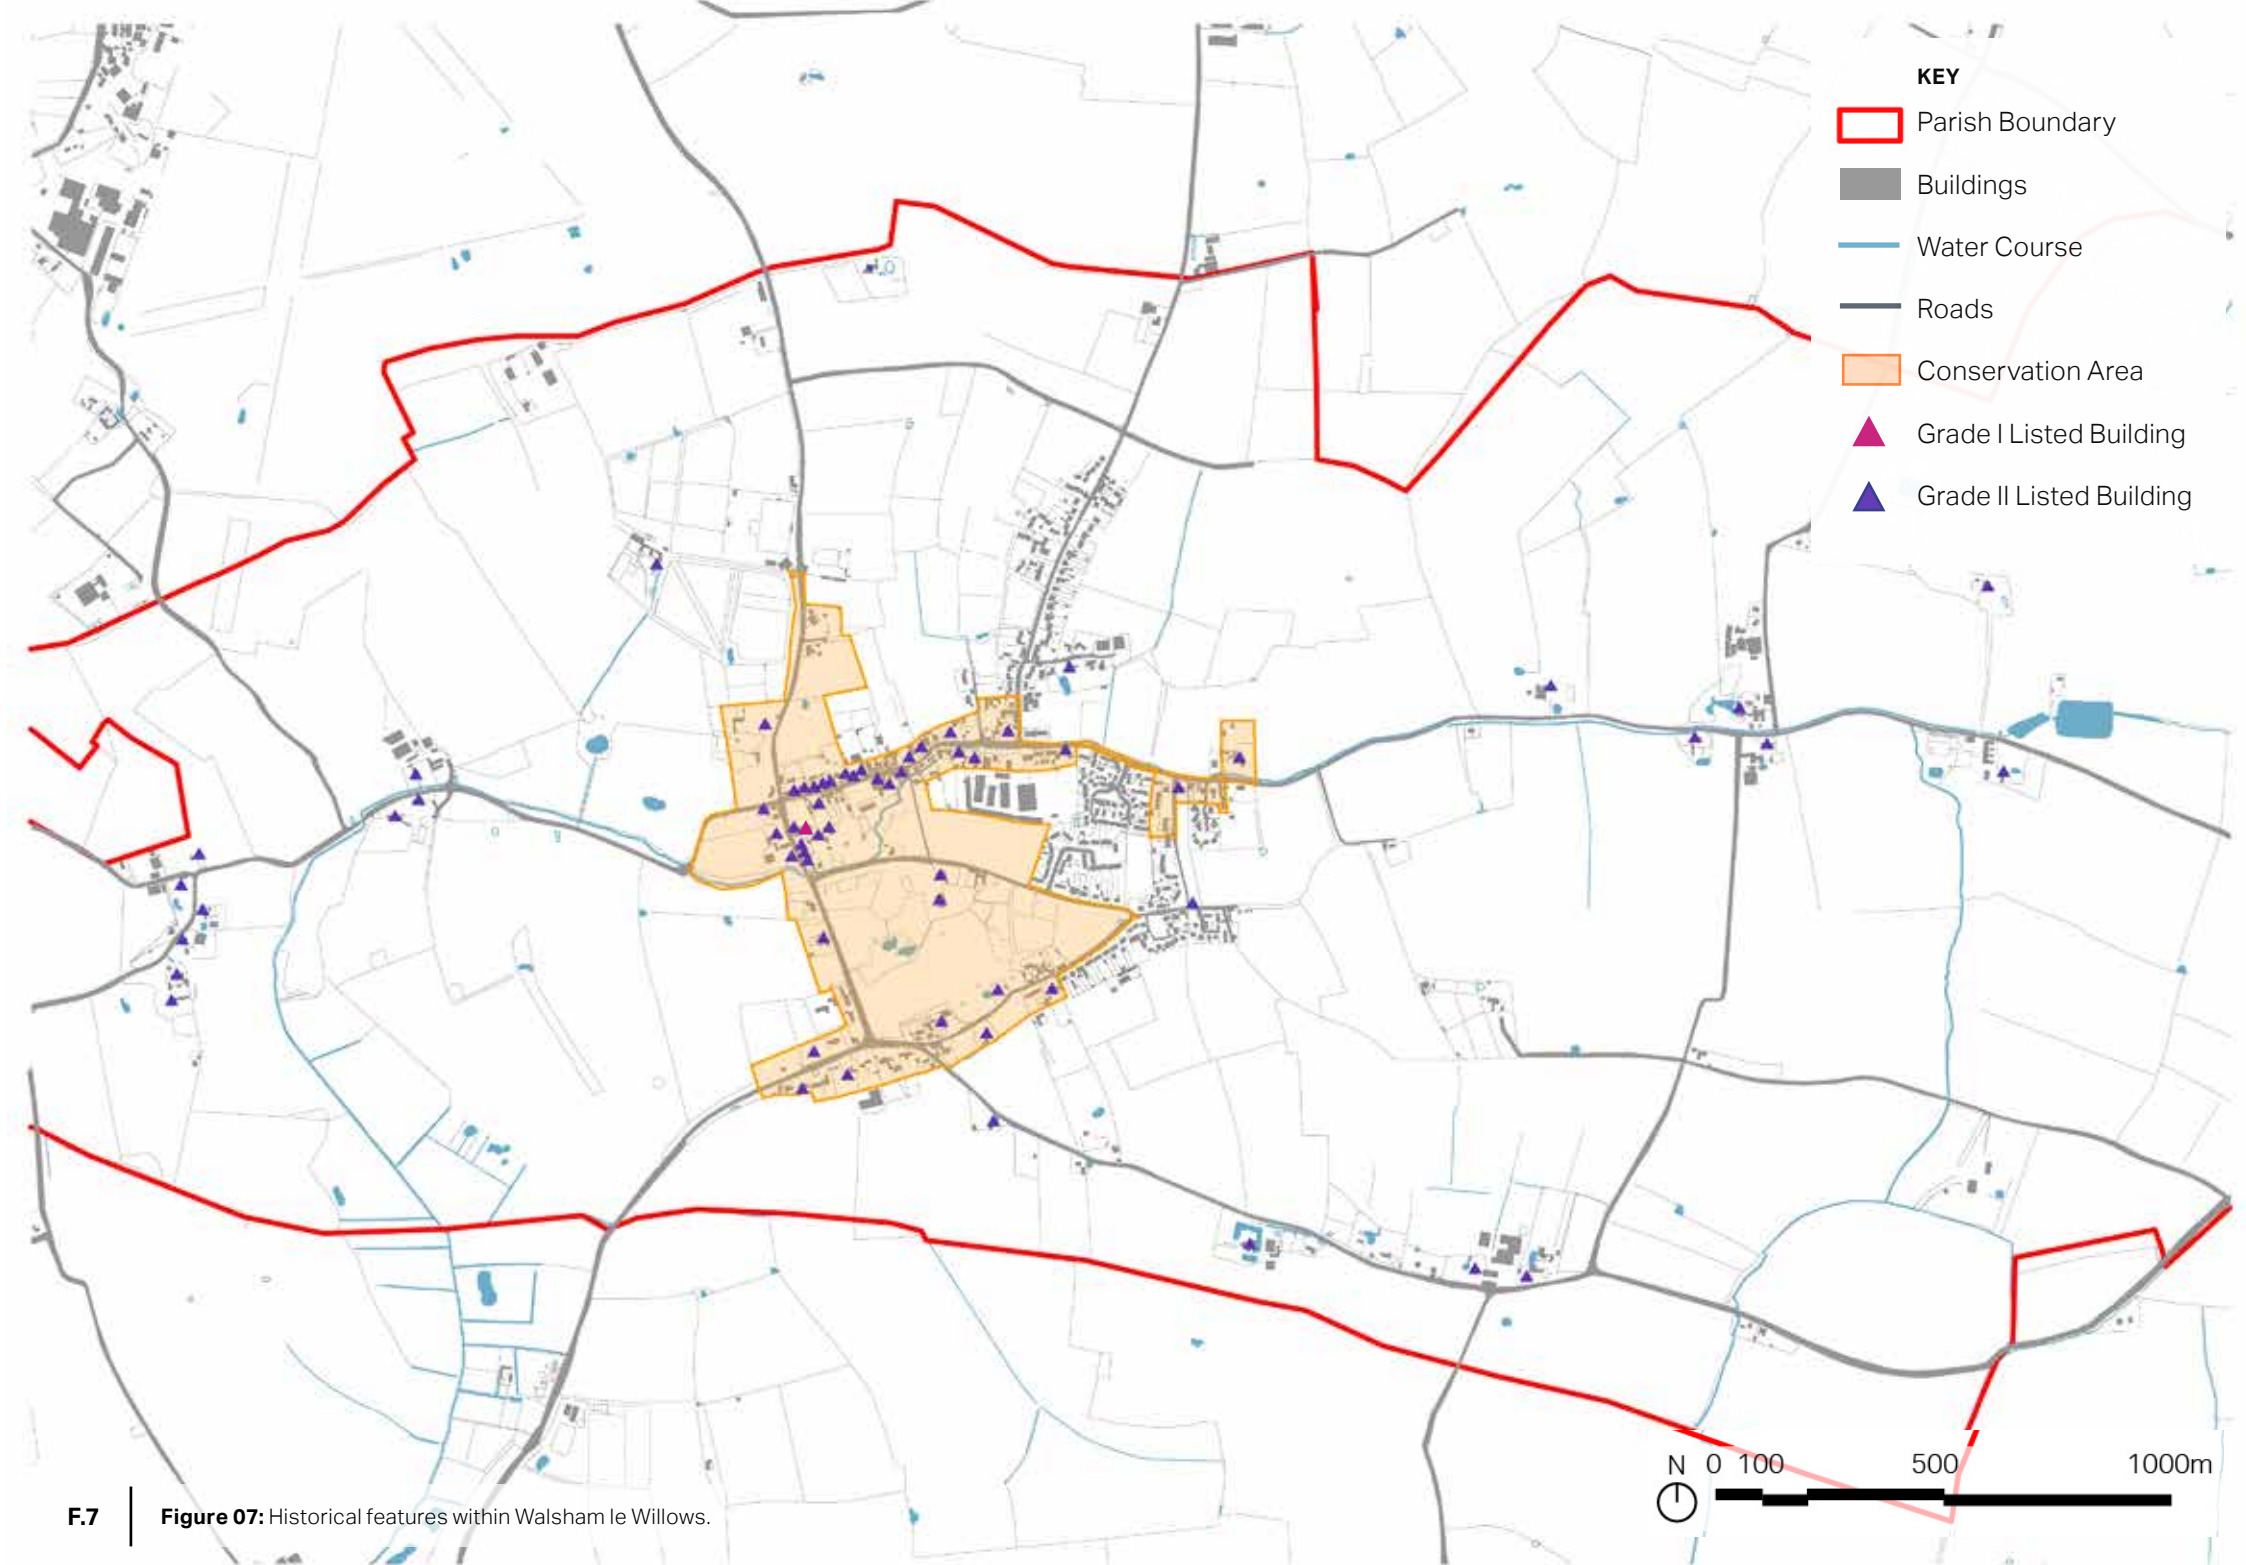 KEY
Parish Boundary
Buildings
Water Course
Roads
Conservation Area
Grade I Listed Building
Grade II Listed Building
N 0 100 500 1000m
F.7 Figure 07: Historical features within Walsham le Willows.